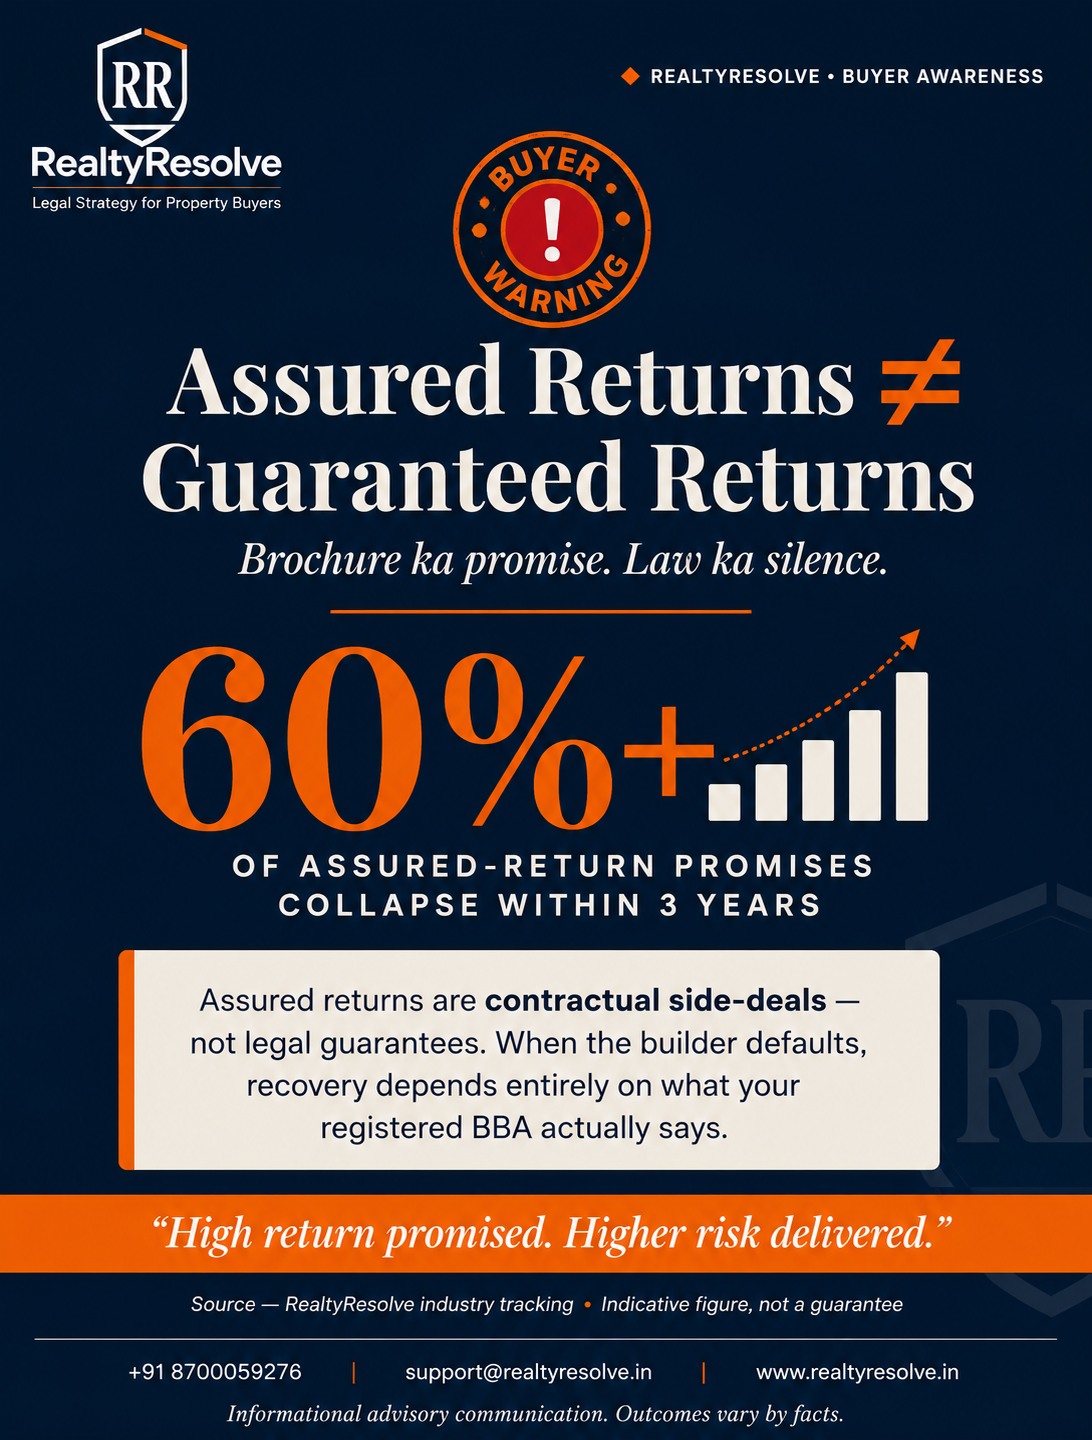 RR
RealtyResolve
Legal Strategy for Property Buyers
REALTYRESOLVE • BUYER AWARENESS
BUYER
!
WARNING
Assured Returns ≠
Guaranteed Returns
Brochure ka promise. Law ka silence.
60%+
OF ASSURED-RETURN PROMISES
COLLAPSE WITHIN 3 YEARS
Assured returns are contractual side-deals —
not legal guarantees. When the builder defaults,
recovery depends entirely on what your
registered BBA actually says.
“High return promised. Higher risk delivered.”
Source — RealtyResolve industry tracking • Indicative figure, not a guarantee
+91 8700059276 | support@realtyresolve.in | www.realtyresolve.in
Informational advisory communication. Outcomes vary by facts.